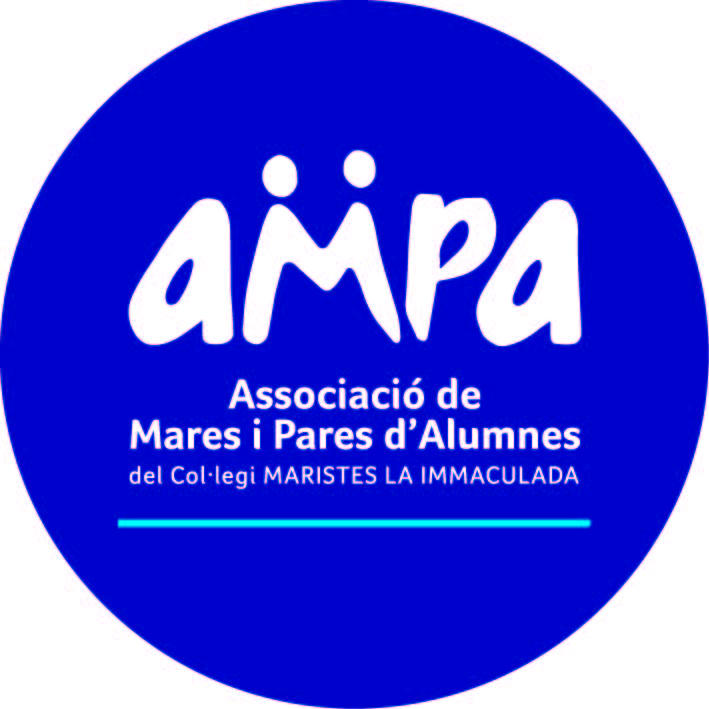 ampa
Associació de
Mares i Pares d’Alumnes
del Col·legi MARISTES LA IMMACULADA